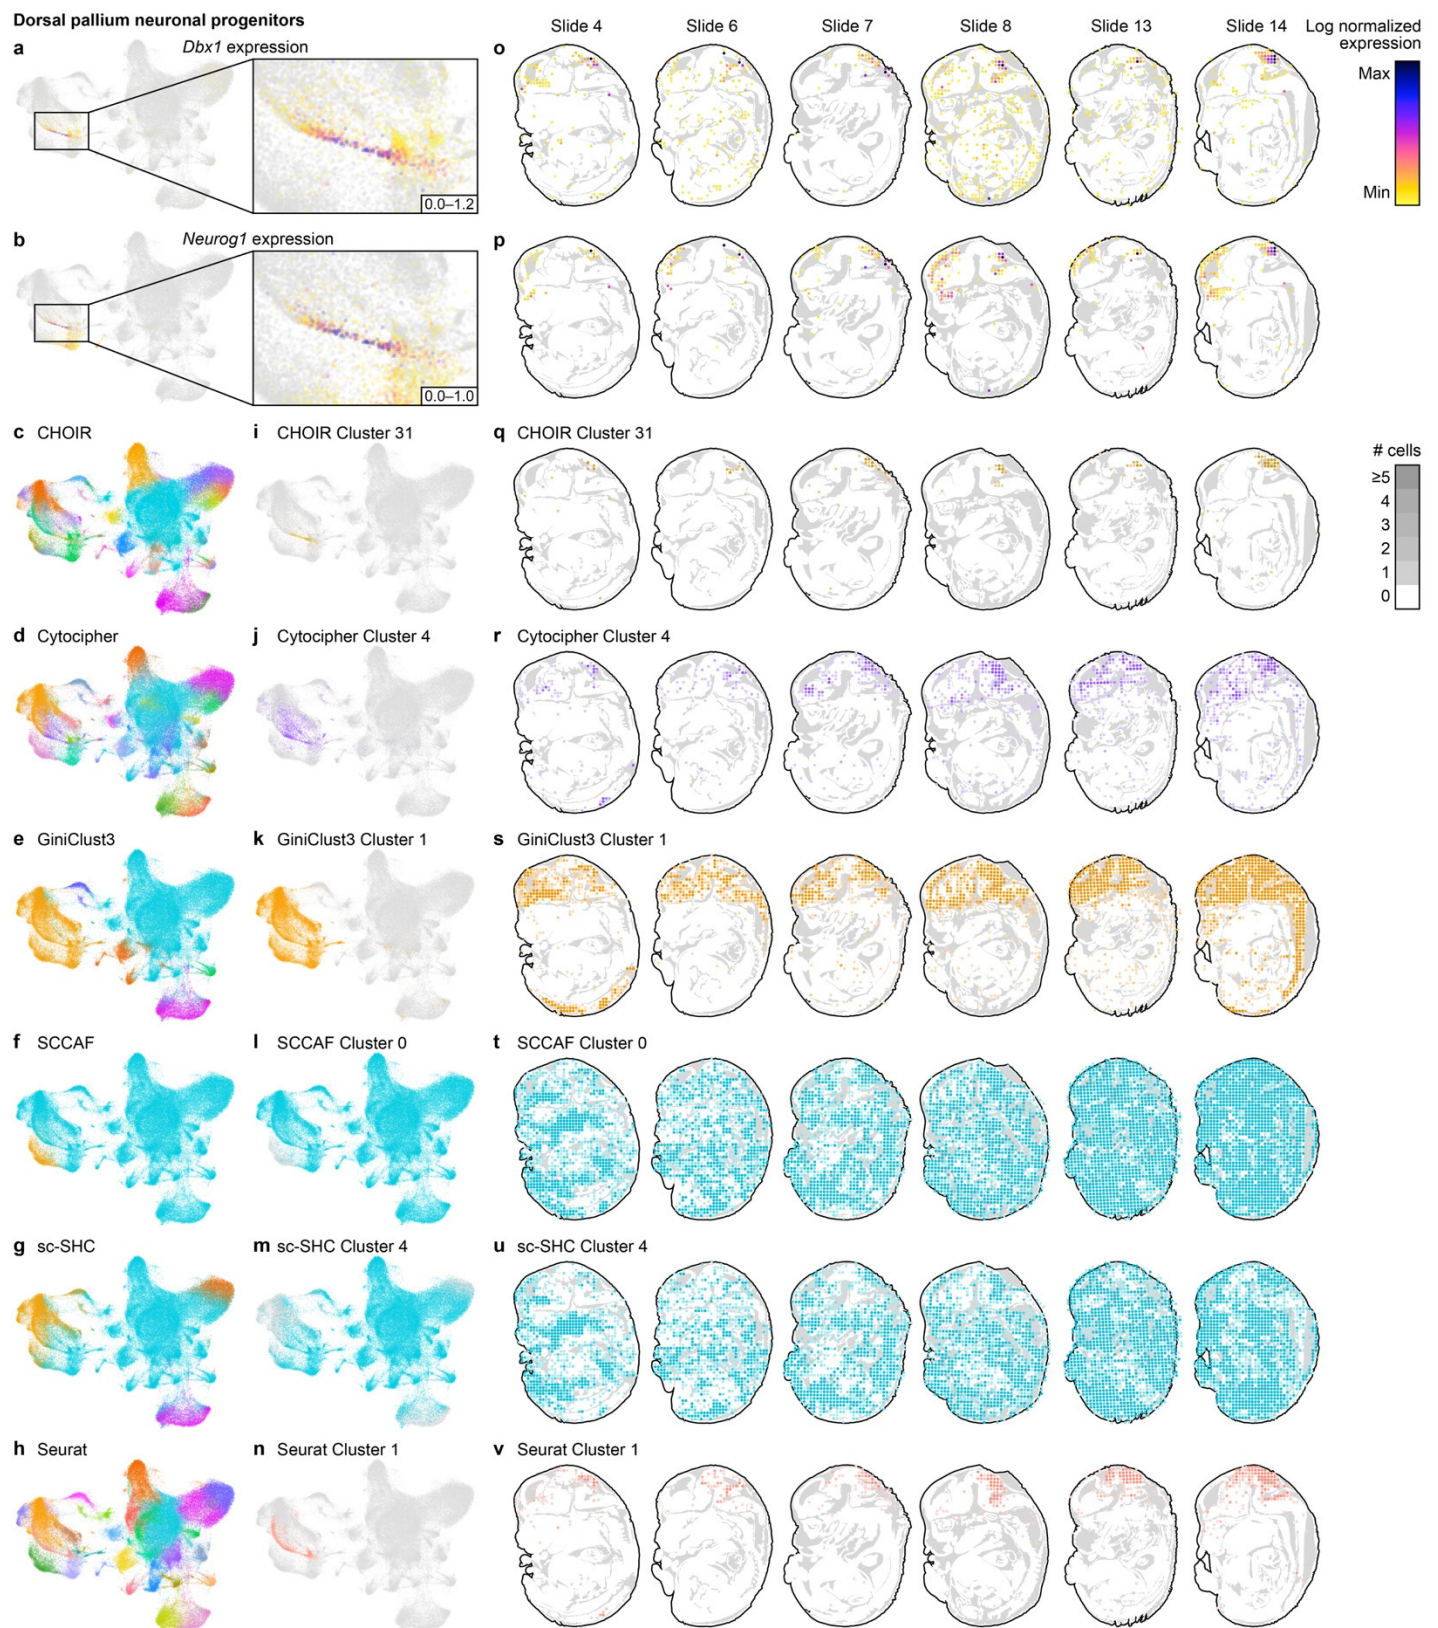 Dorsal pallium neuronal progenitors
a
Dbx1 expression
0.0–1.2
b
Neurog1 expression
0.0–1.0
c CHOIR
d Cytocipher
e GiniClust3
f SCCAF
g sc-SHC
h Seurat
i CHOIR Cluster 31
j Cytocipher Cluster 4
k GiniClust3 Cluster 1
l SCCAF Cluster 0
m sc-SHC Cluster 4
n Seurat Cluster 1
Slide 4 Slide 6 Slide 7 Slide 8 Slide 13 Slide 14
o
p
q CHOIR Cluster 31
r Cytocipher Cluster 4
s GiniClust3 Cluster 1
t SCCAF Cluster 0
u sc-SHC Cluster 4
v Seurat Cluster 1
Log normalized
expression
Max
Min
# cells
≥5
4
3
2
1
0